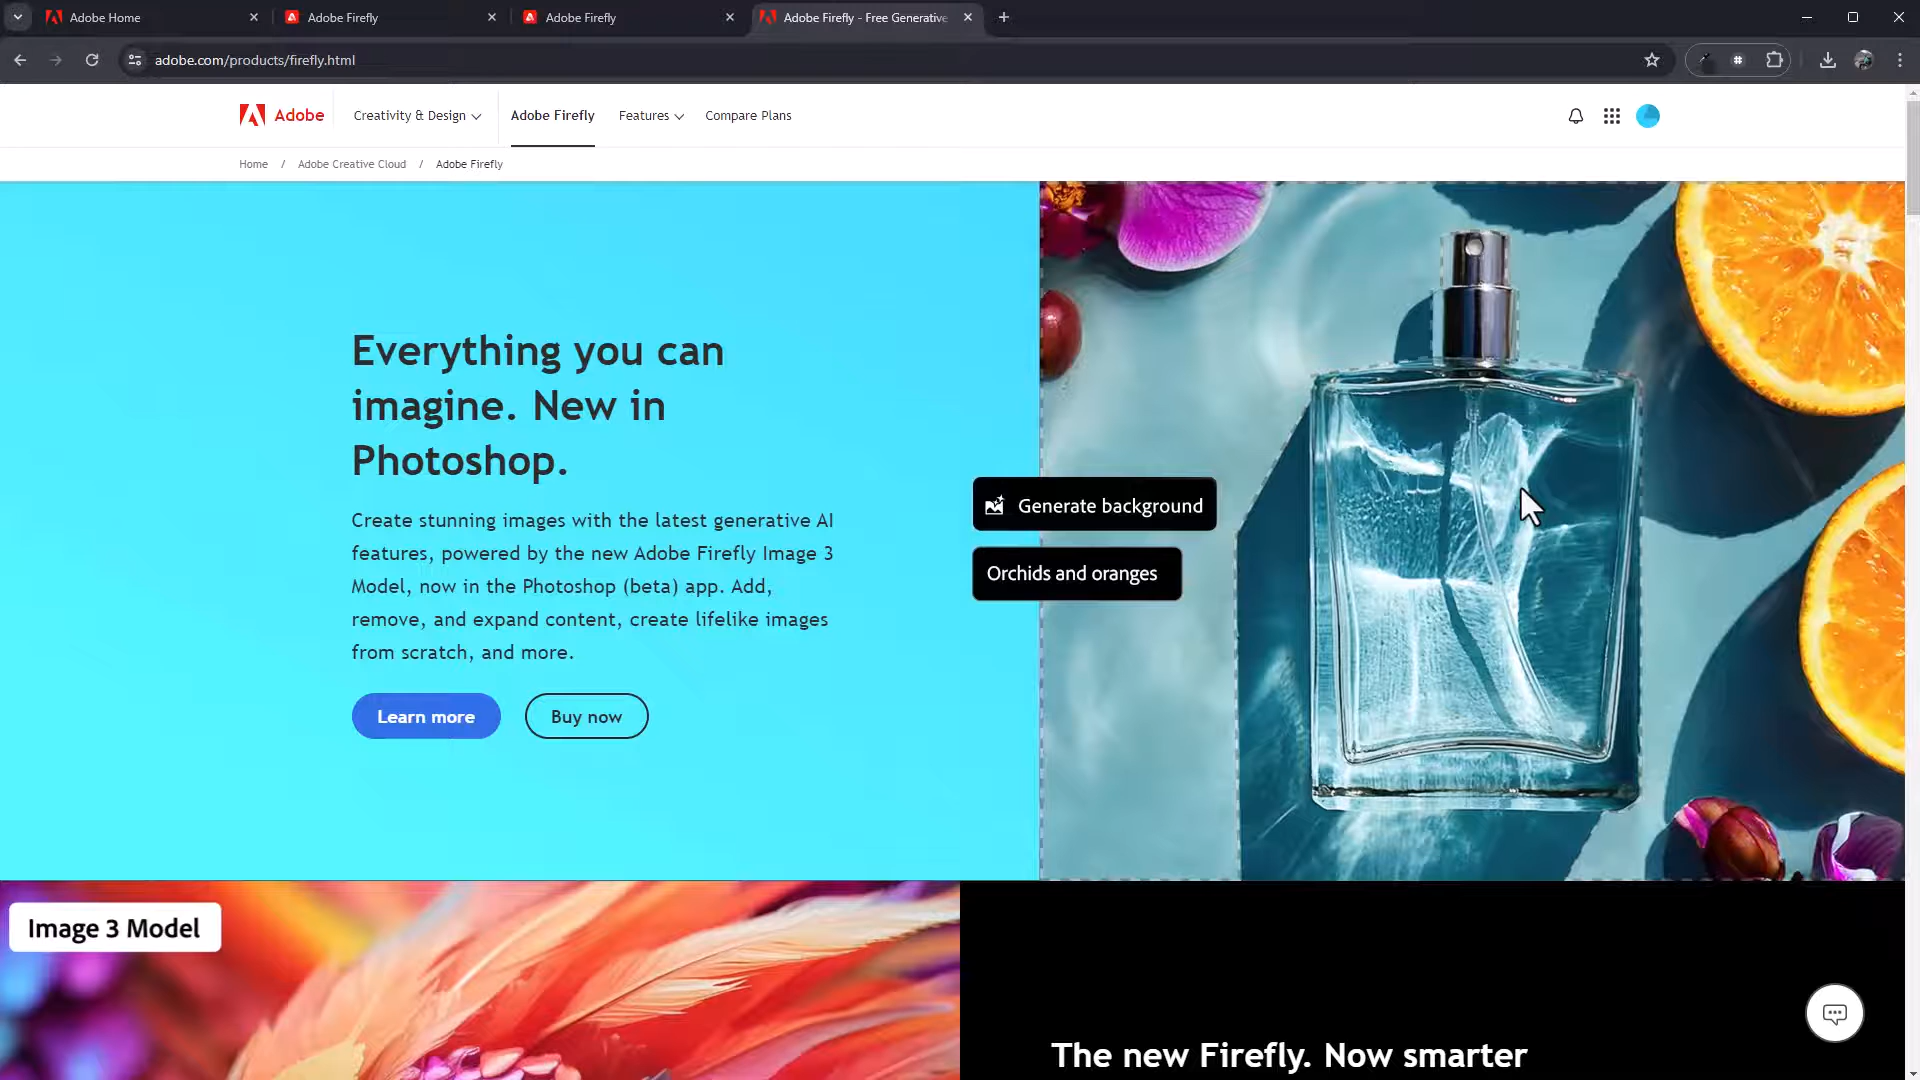 Adobe Home
Adobe Firefly
Adobe Firefly
Adobe Firefly - Free Generative
adobe.com/products/firefly.html
Adobe
Creativity & Design
Adobe Firefly
Features
Compare Plans
Home / Adobe Creative Cloud / Adobe Firefly
Everything you can
imagine. New in
Photoshop.
Create stunning images with the latest generative AI
features, powered by the new Adobe Firefly Image 3
Model, now in the Photoshop (beta) app. Add,
remove, and expand content, create lifelike images
from scratch, and more.
Learn more
Buy now
Generate background
Orchids and oranges
Image 3 Model
The new Firefly. Now smarter